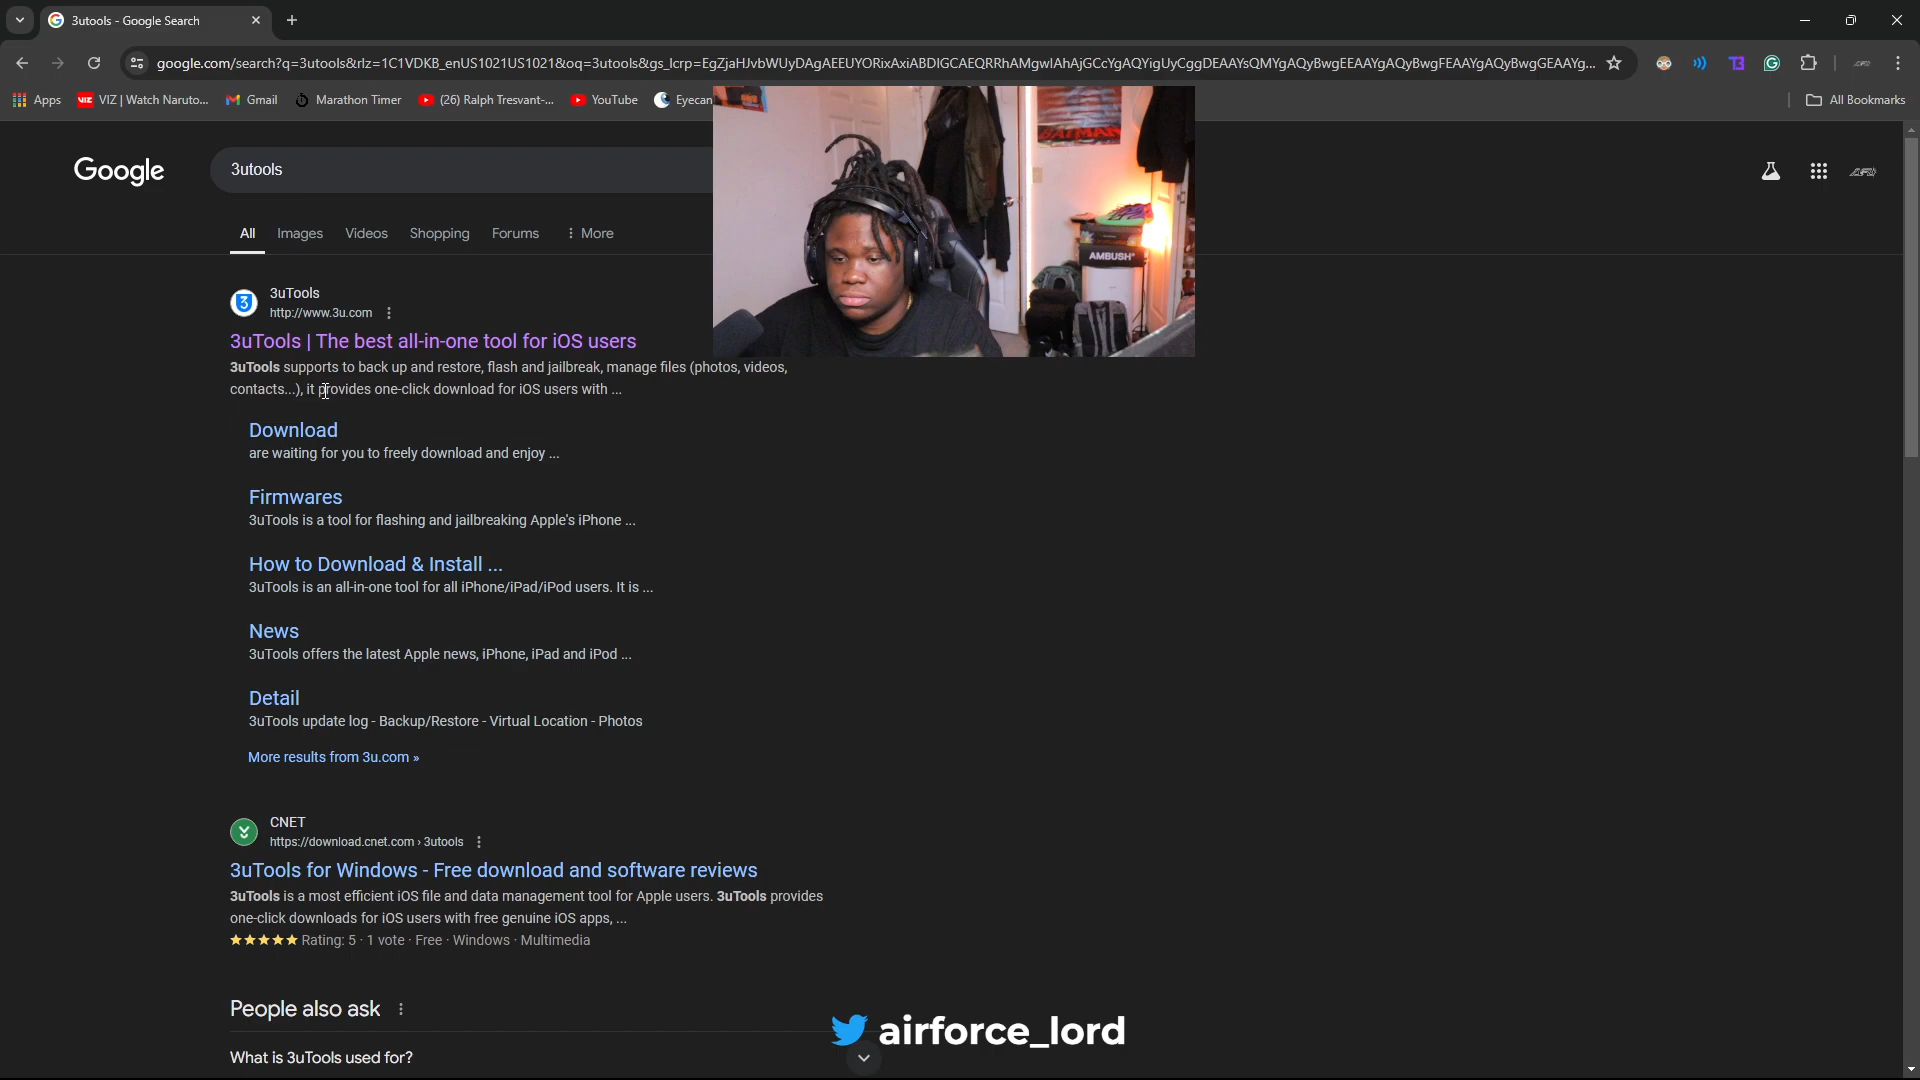 3utools - Google Search
google.com/search?q=3utools&rlz=1C1VDKB_enUS1021US1021&oq=3utools&gs_lcrp=EgZjaHJvbWUyDAgAEEUYORixAxiABDIGCAEQRRhAMgwIAhAjGCcYgAQYigUyCggDEAAYsQMYgAQyBwgEEAAYgAQyBwgFEAAYgAQyBwgGEAAYg...
Apps
VIZ | Watch Naruto...
Gmail
Marathon Timer
(26) Ralph Tresvant-...
YouTube
Eyecan
All Bookmarks
Google
3utools
All
Images
Videos
Shopping
Forums
More
BATMAN
AMBUSH
3uTools
http://www.3u.com
3uTools | The best all-in-one tool for iOS users
3uTools supports to back up and restore, flash and jailbreak, manage files (photos, videos,
contacts...), it provides one-click download for iOS users with ...
Download
are waiting for you to freely download and enjoy ...
Firmwares
3uTools is a tool for flashing and jailbreaking Apple's iPhone ...
How to Download & Install ...
3uTools is an all-in-one tool for all iPhone/iPad/iPod users. It is ...
News
3uTools offers the latest Apple news, iPhone, iPad and iPod ...
Detail
3uTools update log - Backup/Restore - Virtual Location - Photos
More results from 3u.com »
CNET
https://download.cnet.com › 3utools
3uTools for Windows - Free download and software reviews
3uTools is a most efficient iOS file and data management tool for Apple users. 3uTools provides
one-click downloads for iOS users with free genuine iOS apps, ...
Rating: 5 · 1 vote · Free · Windows · Multimedia
People also ask
What is 3uTools used for?
airforce_lord